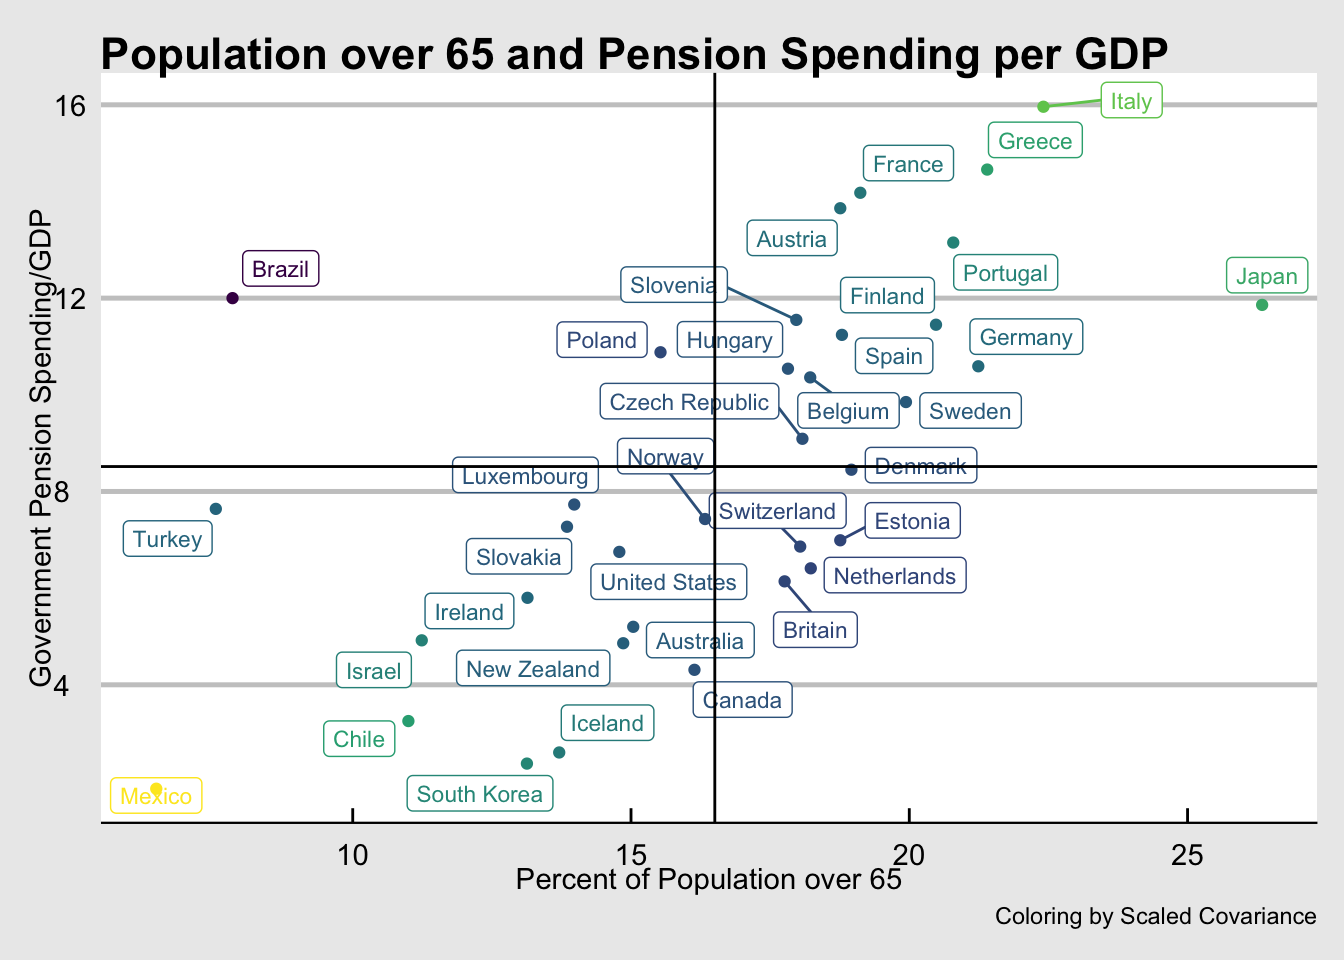 Population over 65 and Pension Spending per GDP
Government Pension Spending/GDP
16
12
8
4
Italy
Greece
France
Austria
Portugal
Brazil
Japan
Slovenia
Finland
Poland
Hungary
Germany
Spain
Czech Republic
Belgium
Sweden
Norway
Denmark
Luxembourg
Switzerland
Estonia
Turkey
Slovakia
United States
Netherlands
Ireland
Britain
Australia
Israel
New Zealand
Canada
Iceland
Chile
South Korea
Mexico
10
15
20
25
Percent of Population over 65
Coloring by Scaled Covariance